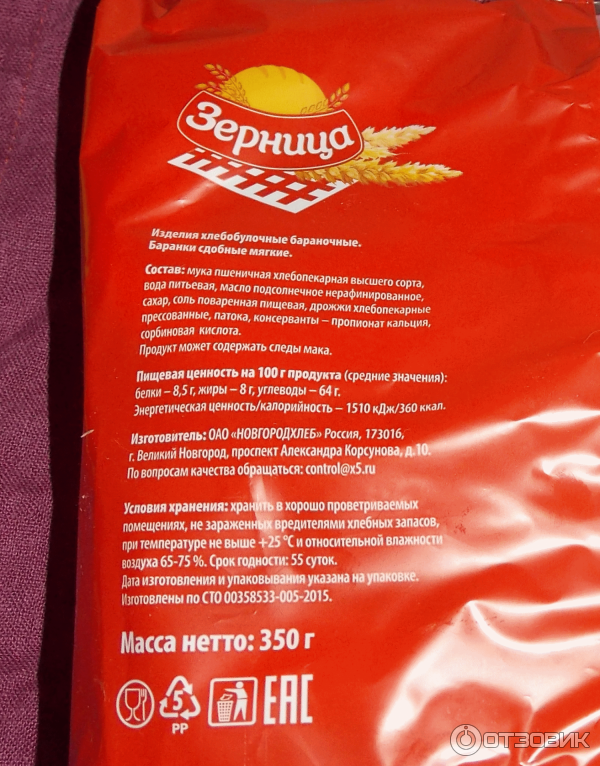 Зерница
Изделия хлебобулочные бараночные.
Баранки сдобные мягкие.
Состав: мука пшеничная хлебопекарная высшего сорта,
вода питьевая, масло подсолнечное нерафинированное,
сахар, соль поваренная пищевая, дрожжи хлебопекарные
прессованные, патока, консерванты – пропионат кальция,
сорбиновая кислота.
Продукт может содержать следы мака.
Пищевая ценность на 100 г продукта (средние значения):
белки – 8,5 г, жиры – 8 г, углеводы – 64 г.
Энергетическая ценность/калорийность – 1510 кДж/360 ккал.
Изготовитель: ОАО «НОВГОРОДХЛЕБ» Россия, 173016,
г. Великий Новгород, проспект Александра Корсунова, д.10.
По вопросам качества обращаться: control@x5.ru
Условия хранения: хранить в хорошо проветриваемых
помещениях, не зараженных вредителями хлебных запасов,
при температуре не выше +25 °С и относительной влажности
воздуха 65-75 %. Срок годности: 55 суток.
Дата изготовления и упаковывания указана на упаковке.
Изготовлены по СТО 00358533-005-2015.
Масса нетто: 350 г
5
PP
EAC
ОТЗОВИК